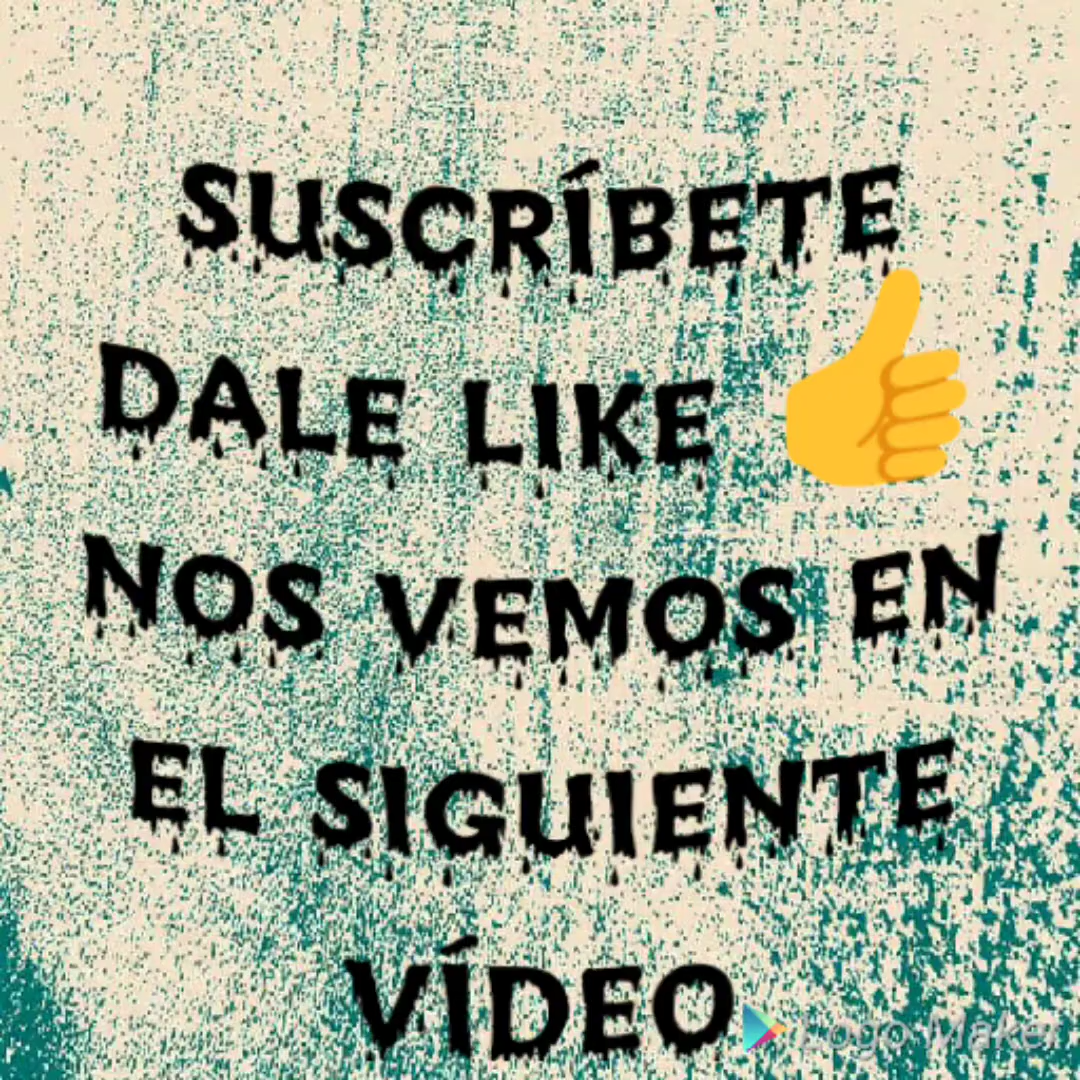 SUSCRÍBETE
DALE LIKE 👍
NOS VEMOS EN
EL SIGUIENTE
VÍDEO
Logo Maker